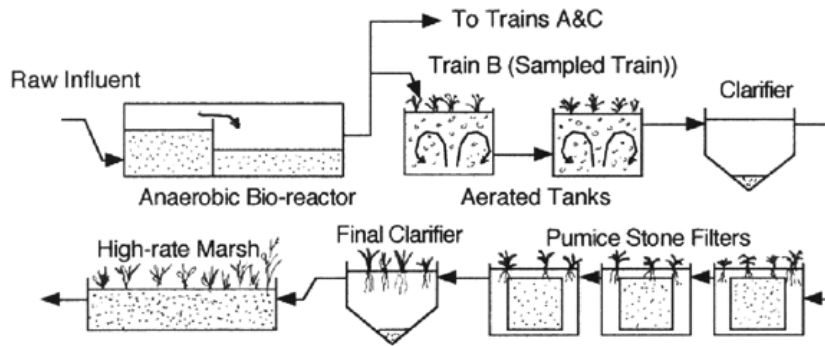 To Trains A&C
Raw Influent
Train B (Sampled Train))
Clarifier
Anaerobic Bio-reactor
Aerated Tanks
High-rate Marsh
Final Clarifier
Pumice Stone Filters